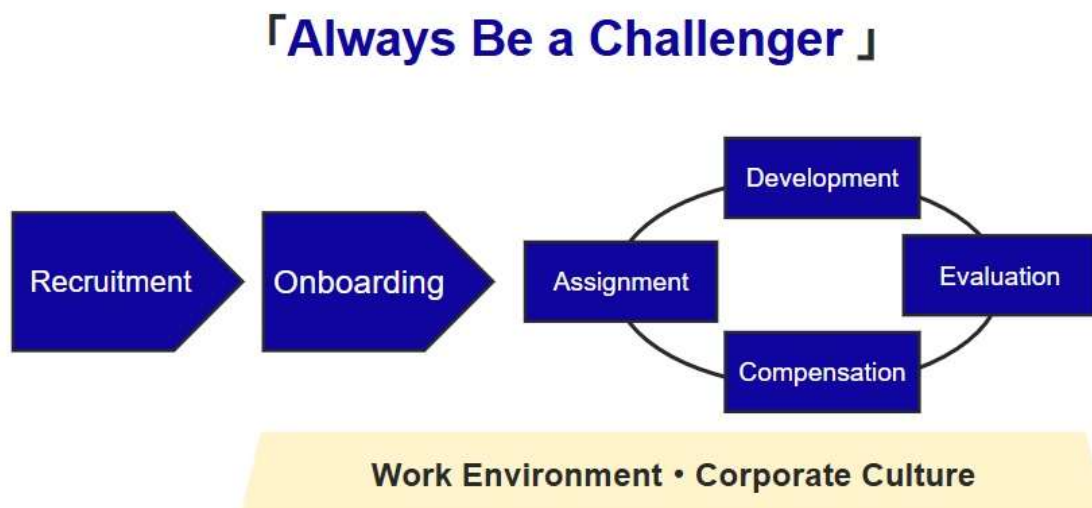 「Always Be a Challenger 」
Development
Recruitment
Onboarding
Assignment
Evaluation
Compensation
Work Environment・Corporate Culture